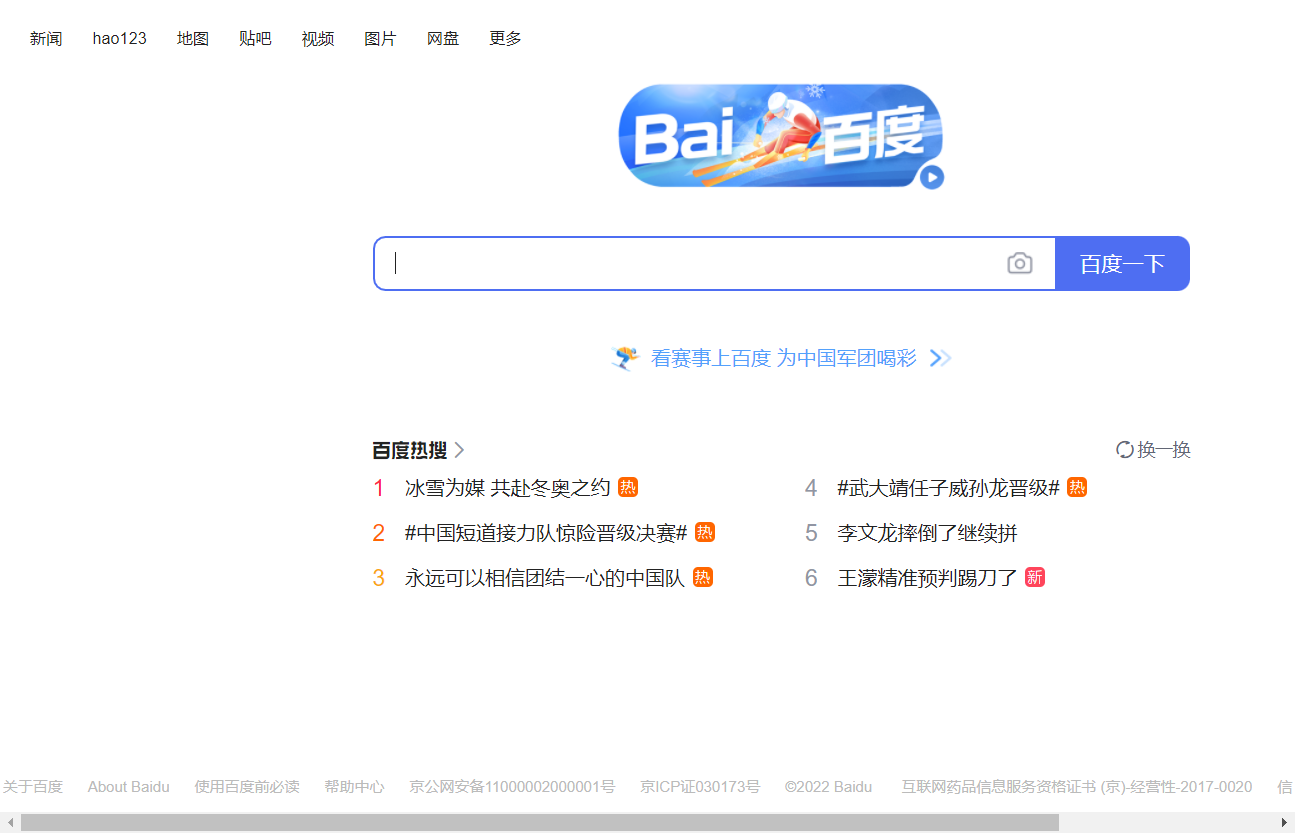 新闻 hao123 地图 贴吧 视频 图片 网盘 更多
Bai 百度
百度一下
看赛事上百度 为中国军团喝彩
百度热搜 换一换
1 冰雪为媒 共赴冬奥之约 热
4 #武大靖任子威孙龙晋级# 热
2 #中国短道接力队惊险晋级决赛# 热
5 李文龙摔倒了继续拼
3 永远可以相信团结一心的中国队 热
6 王濛精准预判踢刀了 新
关于百度 About Baidu 使用百度前必读 帮助中心 京公网安备11000002000001号 京ICP证030173号 ©2022 Baidu 互联网药品信息服务资格证书 (京)-经营性-2017-0020 信